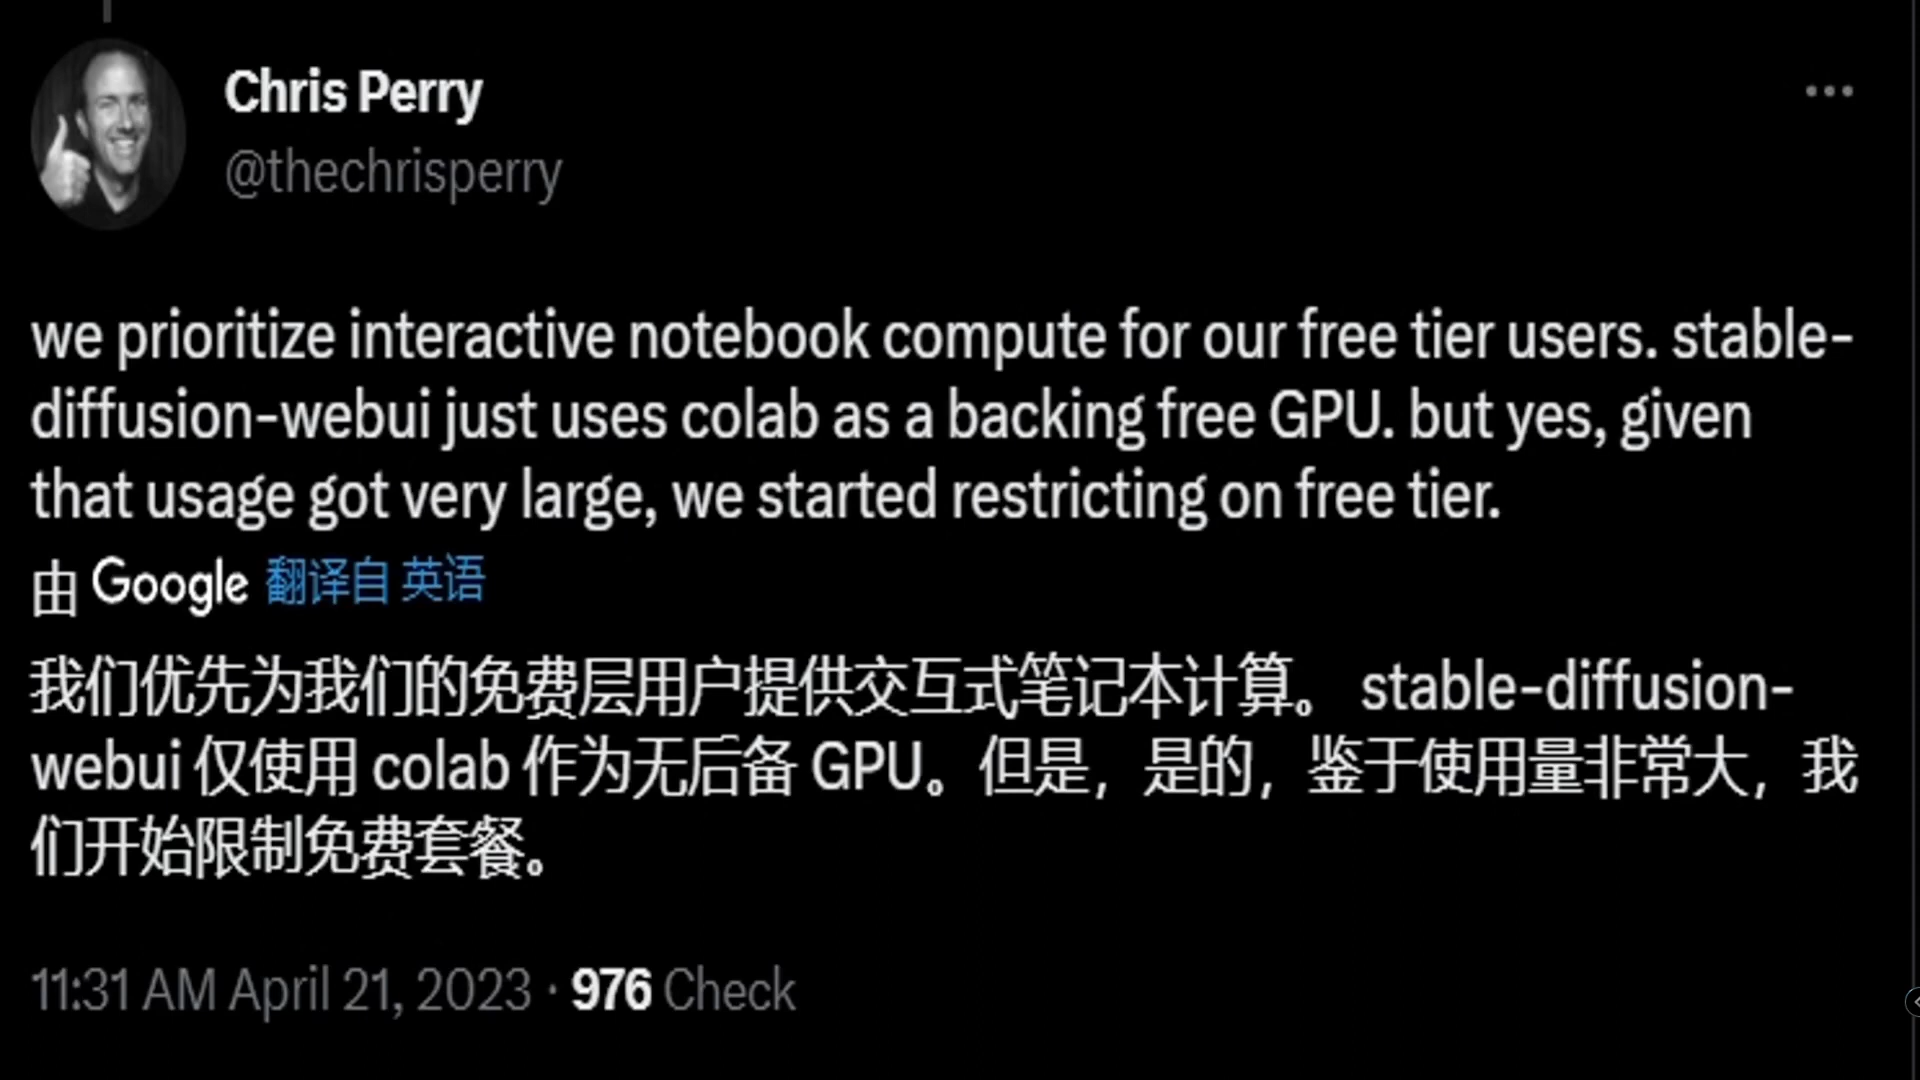 Chris Perry
@thechrisperry
we prioritize interactive notebook compute for our free tier users. stable-
diffusion-webui just uses colab as a backing free GPU. but yes, given
that usage got very large, we started restricting on free tier.
由 Google 翻译自 英语
我们优先为我们的免费层用户提供交互式笔记本计算。 stable-diffusion-
webui 仅使用 colab 作为无后备 GPU。但是，是的，鉴于使用量非常大，我
们开始限制免费套餐。
11:31 AM April 21, 2023 · 976 Check